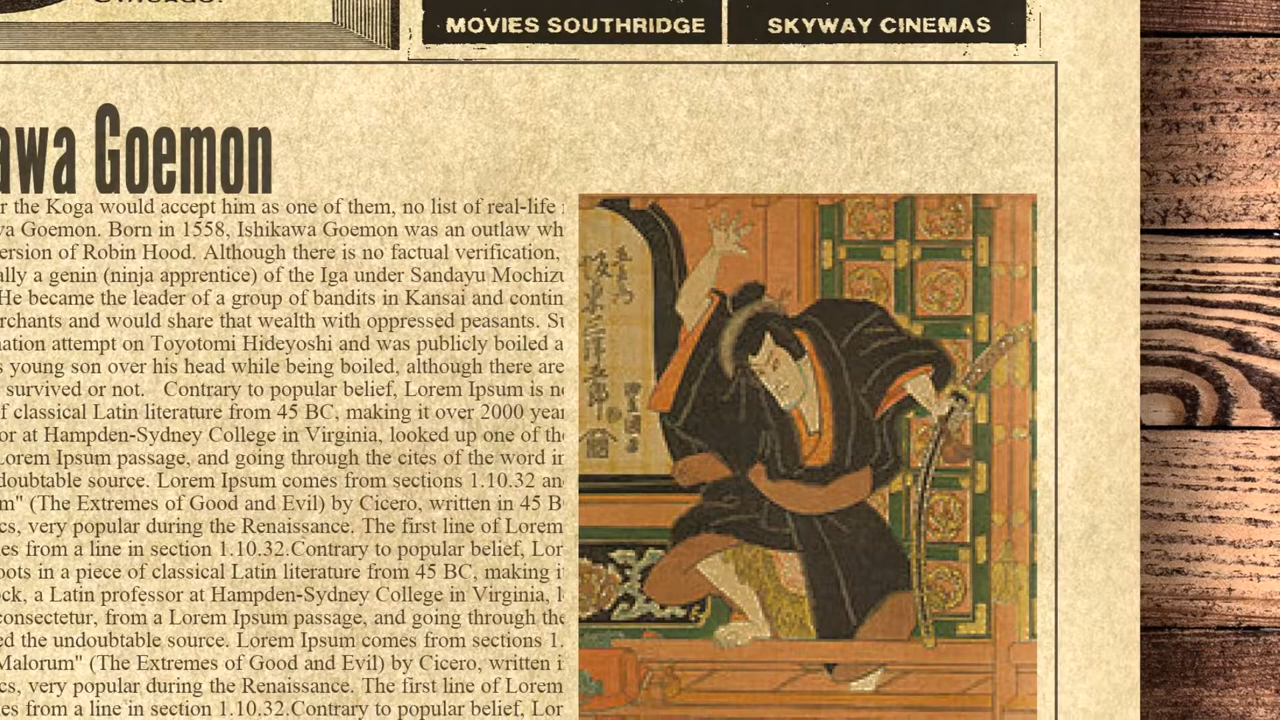 MOVIES SOUTHRIDGE
SKYWAY CINEMAS
awa Goemon
r the Koga would accept him as one of them, no list of real-life
va Goemon. Born in 1558, Ishikawa Goemon was an outlaw wh
ersion of Robin Hood. Although there is no factual verification,
ally a genin (ninja apprentice) of the Iga under Sandayu Mochizu
He became the leader of a group of bandits in Kansai and contin
rchants and would share that wealth with oppressed peasants. St
nation attempt on Toyotomi Hideyoshi and was publicly boiled a
s young son over his head while being boiled, although there are
survived or not. Contrary to popular belief, Lorem Ipsum is no
f classical Latin literature from 45 BC, making it over 2000 year
or at Hampden-Sydney College in Virginia, looked up one of the
Lorem Ipsum passage, and going through the cites of the word in
doubtable source. Lorem Ipsum comes from sections 1.10.32 an
m" (The Extremes of Good and Evil) by Cicero, written in 45 B
cs, very popular during the Renaissance. The first line of Lorem
es from a line in section 1.10.32.Contrary to popular belief, Lor
oots in a piece of classical Latin literature from 45 BC, making i
ock, a Latin professor at Hampden-Sydney College in Virginia, l
consectetur, from a Lorem Ipsum passage, and going through the
ed the undoubtable source. Lorem Ipsum comes from sections 1.
Malorum" (The Extremes of Good and Evil) by Cicero, written i
cs, very popular during the Renaissance. The first line of Lorem
es from a line in section 1.10.32.Contrary to popular belief, Lor